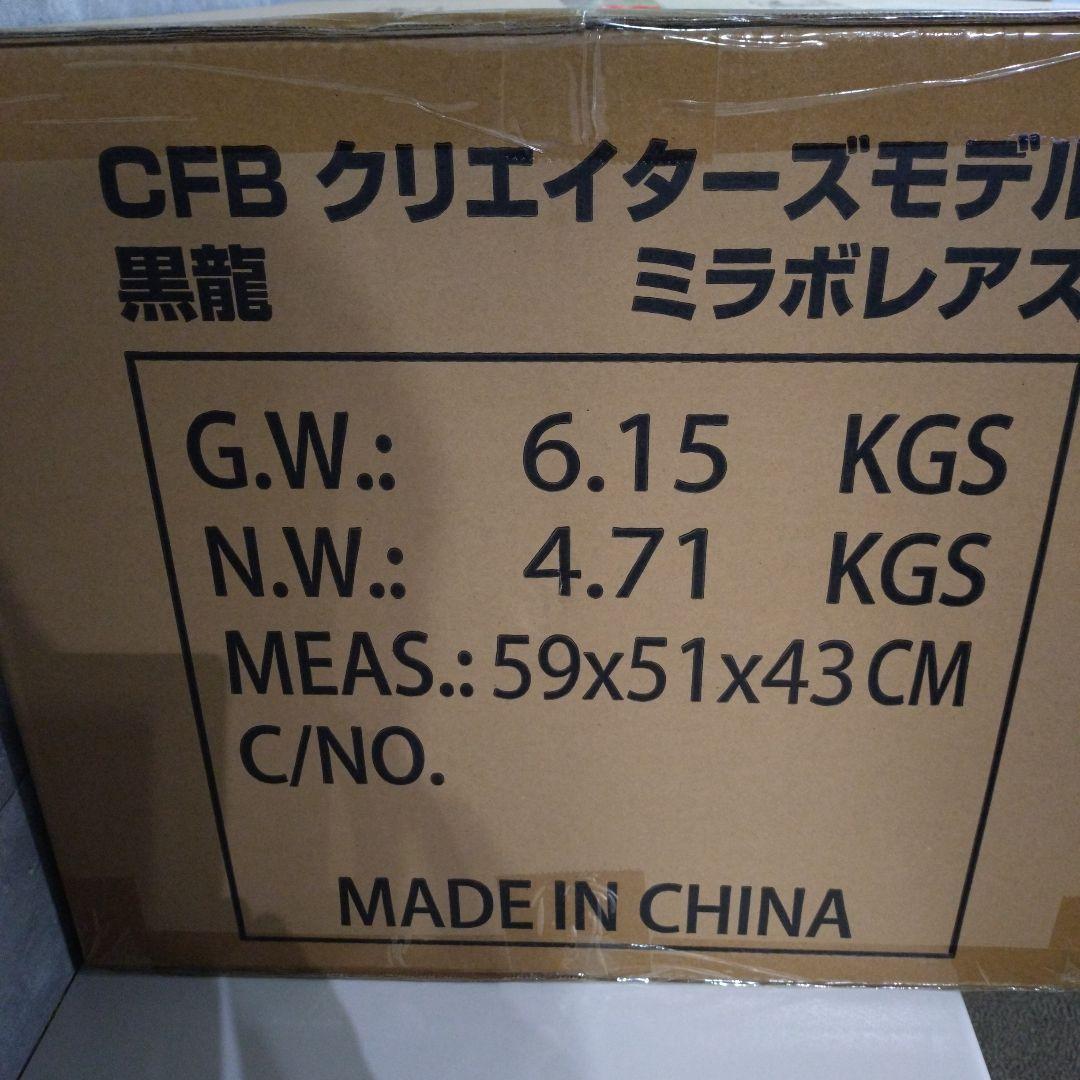 CFB クリエイターズモデル
黒龍 ミラボレアス
G.W.: 6.15 KGS
N.W.: 4.71 KGS
MEAS.: 59x51x43 CM
C/NO.
MADE IN CHINA